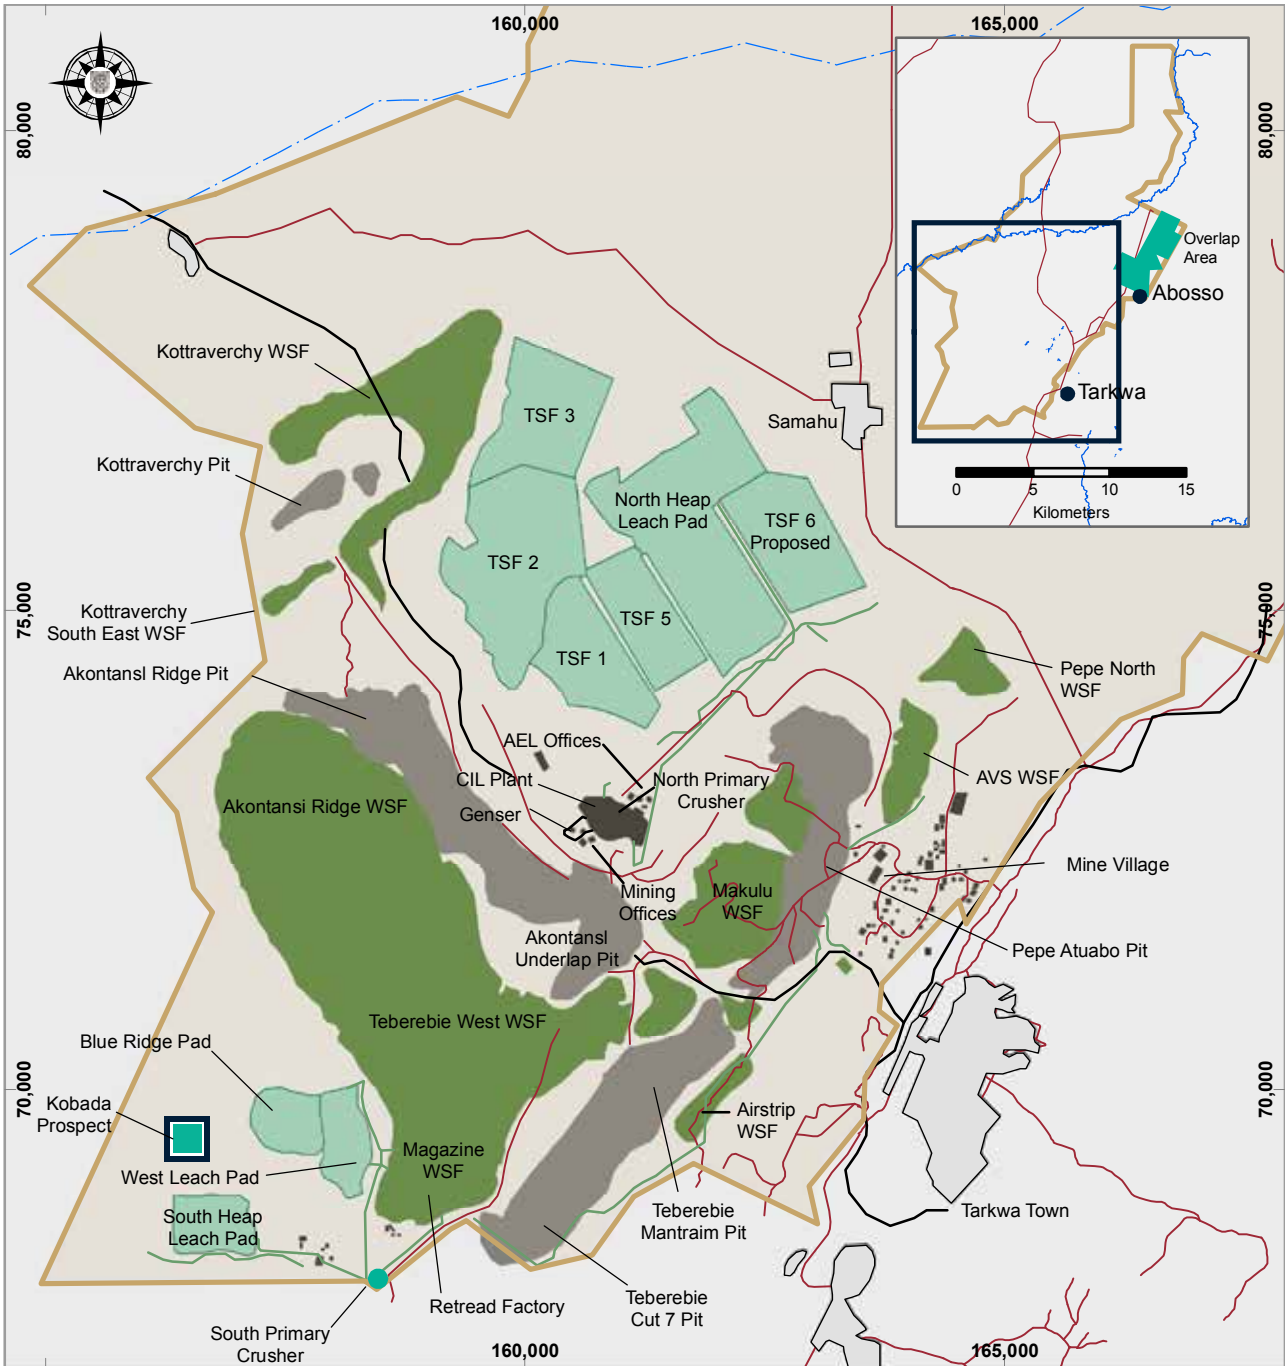 160,000
165,000
80,000
80,000
Overlap
Area
Abosso
Tarkwa
0
5
10
15
Kilometers
Kottraverchy WSF
TSF 3
Samahu
Kottraverchy Pit
North Heap
Leach Pad
TSF 6
Proposed
TSF 2
75,000
75,000
Kottraverchy
South East WSF
TSF 5
TSF 1
Akontansl Ridge Pit
Pepe North
WSF
AEL Offices
CIL Plant
North Primary
Crusher
AVS WSF
Akontansi Ridge WSF
Genser
Mine Village
Mining
Offices
Makulu
WSF
Akontansl
Underlap Pit
Pepe Atuabo Pit
Teberebie West WSF
Blue Ridge Pad
70,000
70,000
Kobada
Prospect
Airstrip
WSF
Magazine
WSF
West Leach Pad
South Heap
Leach Pad
Teberebie
Mantraim Pit
Tarkwa Town
Retread Factory
Teberebie
Cut 7 Pit
South Primary
Crusher
160,000
165,000